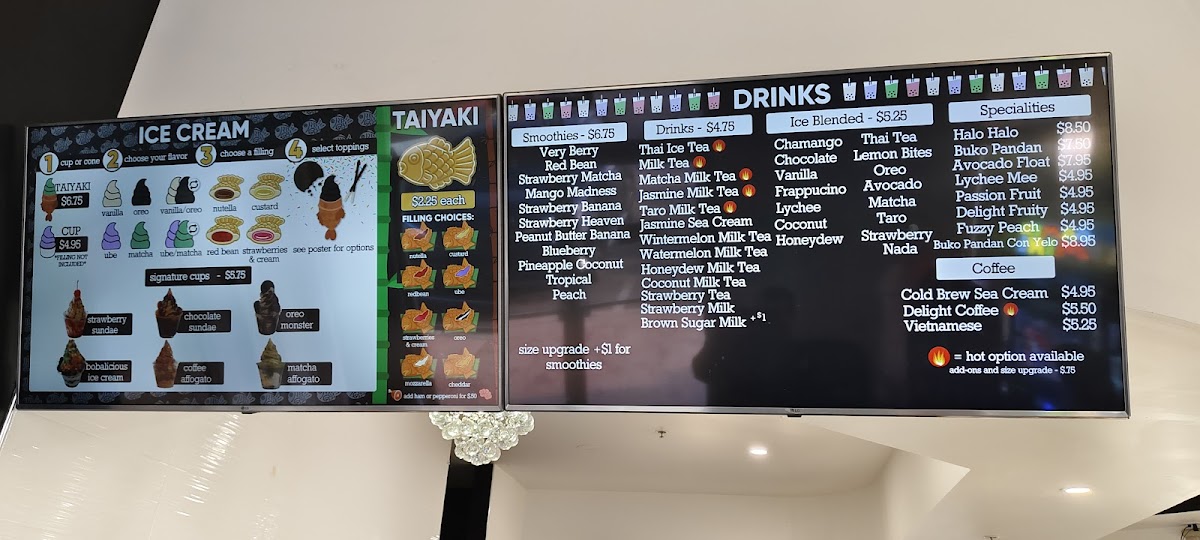 ICE CREAM
1 cup or cone 2 choose your flavor 3 choose a filling 4 select toppings
TAIYAKI
$6.75
CUP
$4.95
*FILLING NOT
INCLUDED*
vanilla oreo vanilla/oreo nutella custard
ube matcha ube/matcha red bean strawberries
& cream
see poster for options
signature cups - $5.75
strawberry
sundae
chocolate
sundae
oreo
monster
bobalicious
ice cream
coffee
affogato
matcha
affogato
TAIYAKI
$2.25 each
FILLING CHOICES:
nutella custard
redbean ube
strawberries
& cream
oreo
mozzarella cheddar
add ham or pepperoni for $.50
DRINKS
Smoothies - $6.75
Very Berry
Red Bean
Strawberry Matcha
Mango Madness
Strawberry Banana
Strawberry Heaven
Peanut Butter Banana
Blueberry
Pineapple Coconut
Tropical
Peach
size upgrade +$1 for
smoothies
Drinks - $4.75
Thai Ice Tea
Milk Tea
Matcha Milk Tea
Jasmine Milk Tea
Taro Milk Tea
Jasmine Sea Cream
Wintermelon Milk Tea
Watermelon Milk Tea
Honeydew Milk Tea
Coconut Milk Tea
Strawberry Tea
Strawberry Milk
Brown Sugar Milk +$1
Ice Blended - $5.25
Chamango
Chocolate
Vanilla
Frappucino
Lychee
Coconut
Honeydew
Thai Tea
Lemon Bites
Oreo
Avocado
Matcha
Taro
Strawberry
Nada
Specialities
Halo Halo $8.50
Buko Pandan $7.50
Avocado Float $7.95
Lychee Mee $4.95
Passion Fruit $4.95
Delight Fruity $4.95
Fuzzy Peach $4.95
Buko Pandan Con Yelo $8.95
Coffee
Cold Brew Sea Cream $4.95
Delight Coffee $5.50
Vietnamese $5.25
= hot option available
add-ons and size upgrade - $.75
LG